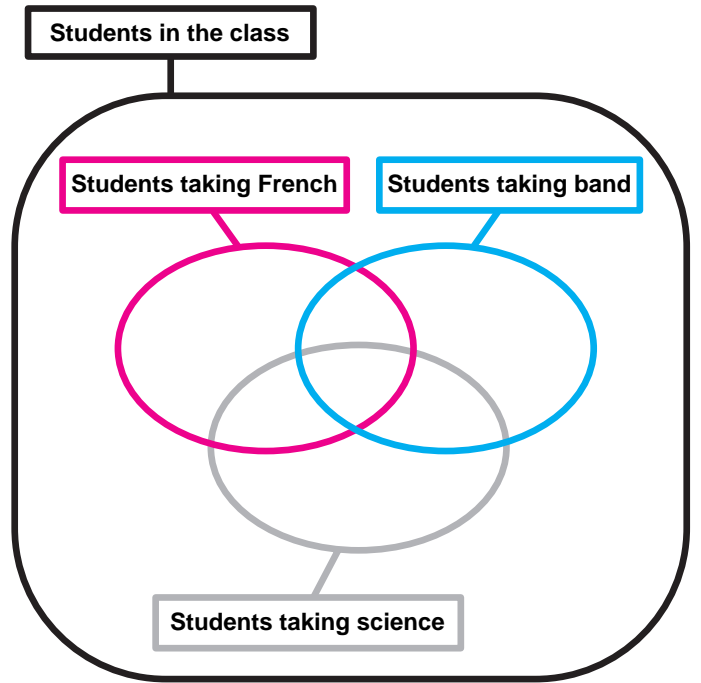 Students in the class
Students taking French
Students taking band
Students taking science